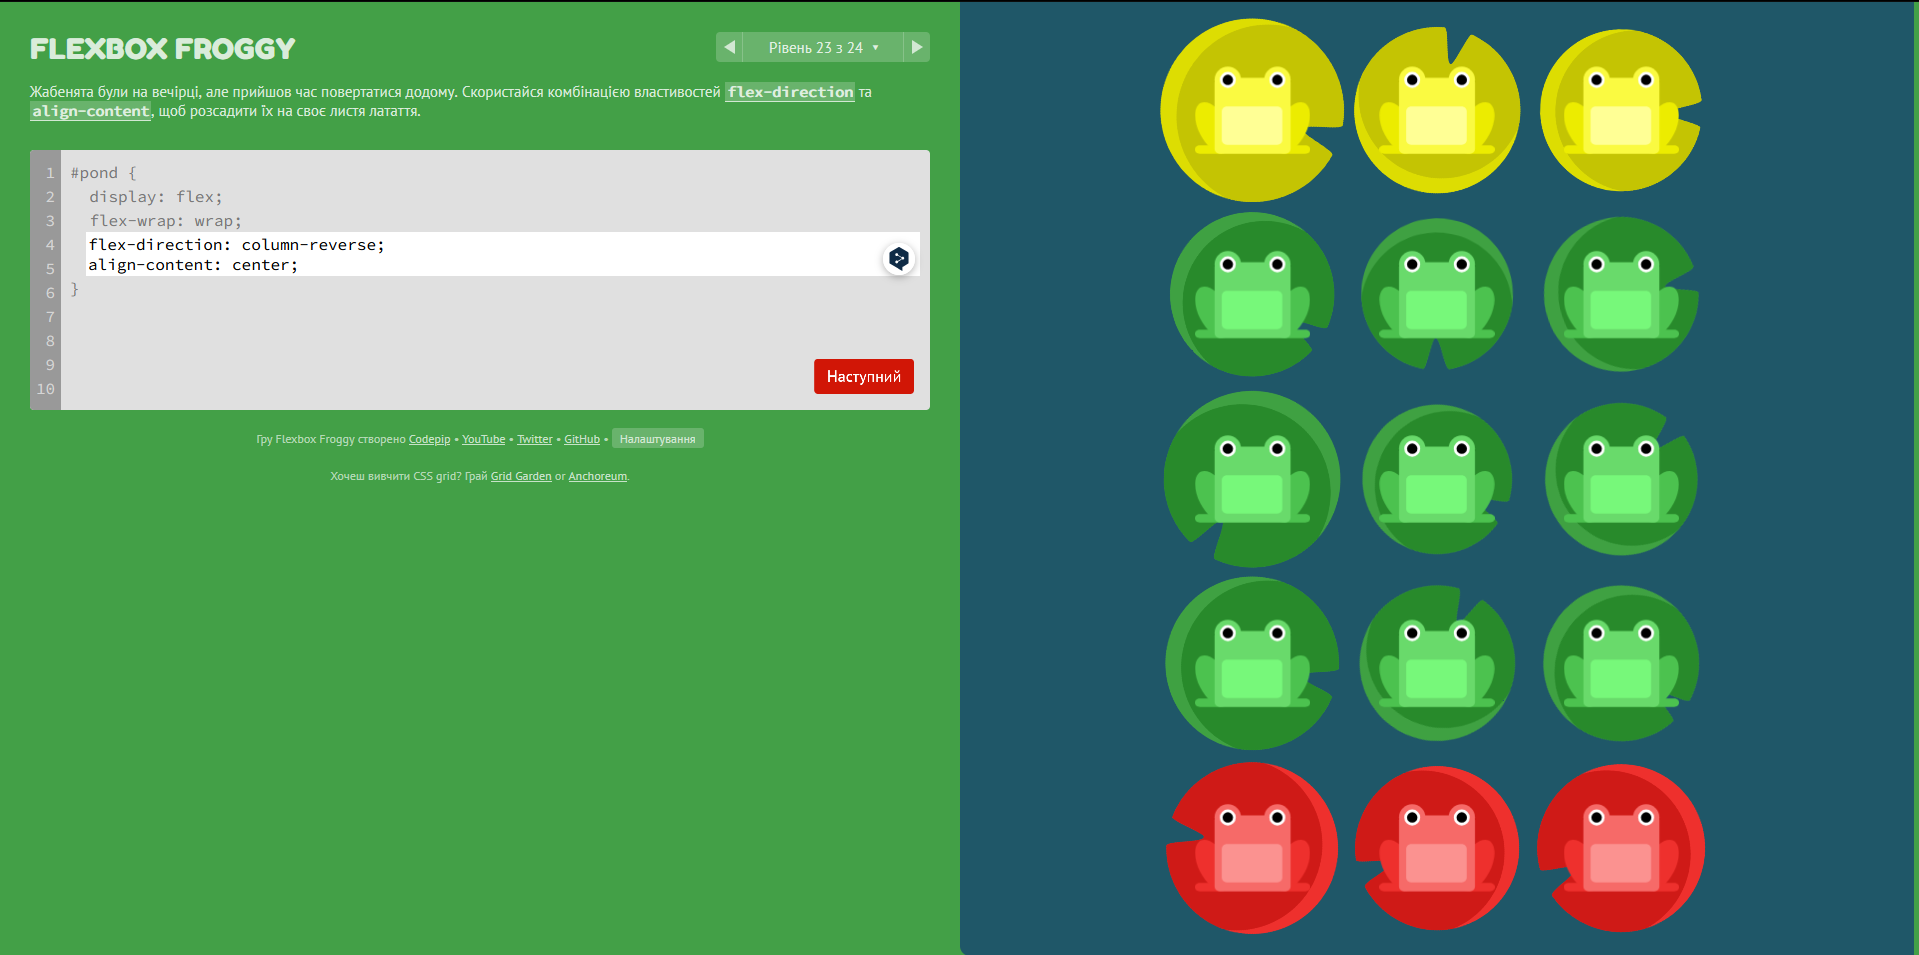 FLEXBOX FROGGY
◀ Рівень 23 з 24 ▼ ▶
Жабенята були на вечірці, але прийшов час повертатися додому. Скористайся комбінацією властивостей flex-direction та
align-content, щоб розсадити їх на своє листя латаття.
1 #pond {
2 display: flex;
3 flex-wrap: wrap;
4 flex-direction: column-reverse;
5 align-content: center;
6 }
7
8
9
10
Наступний
Гру Flexbox Froggy створено Codepip • YouTube • Twitter • GitHub • Налаштування
Хочеш вивчити CSS grid? Грай Grid Garden or Anchoreum.